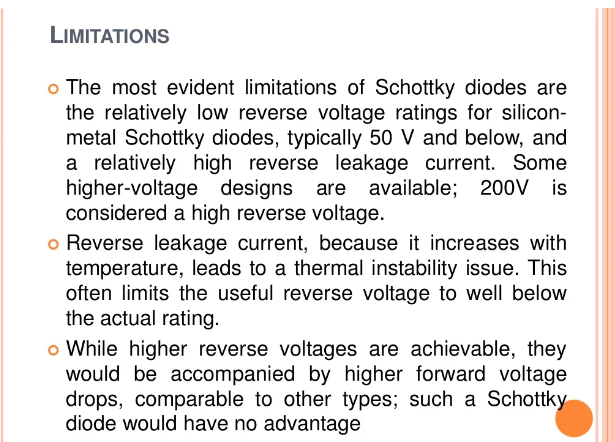 LIMITATIONS
The most evident limitations of Schottky diodes are
the relatively low reverse voltage ratings for silicon-
metal Schottky diodes, typically 50 V and below, and
a relatively high reverse leakage current. Some
higher-voltage designs are available; 200V is
considered a high reverse voltage.
Reverse leakage current, because it increases with
temperature, leads to a thermal instability issue. This
often limits the useful reverse voltage to well below
the actual rating.
While higher reverse voltages are achievable, they
would be accompanied by higher forward voltage
drops, comparable to other types; such a Schottky
diode would have no advantage